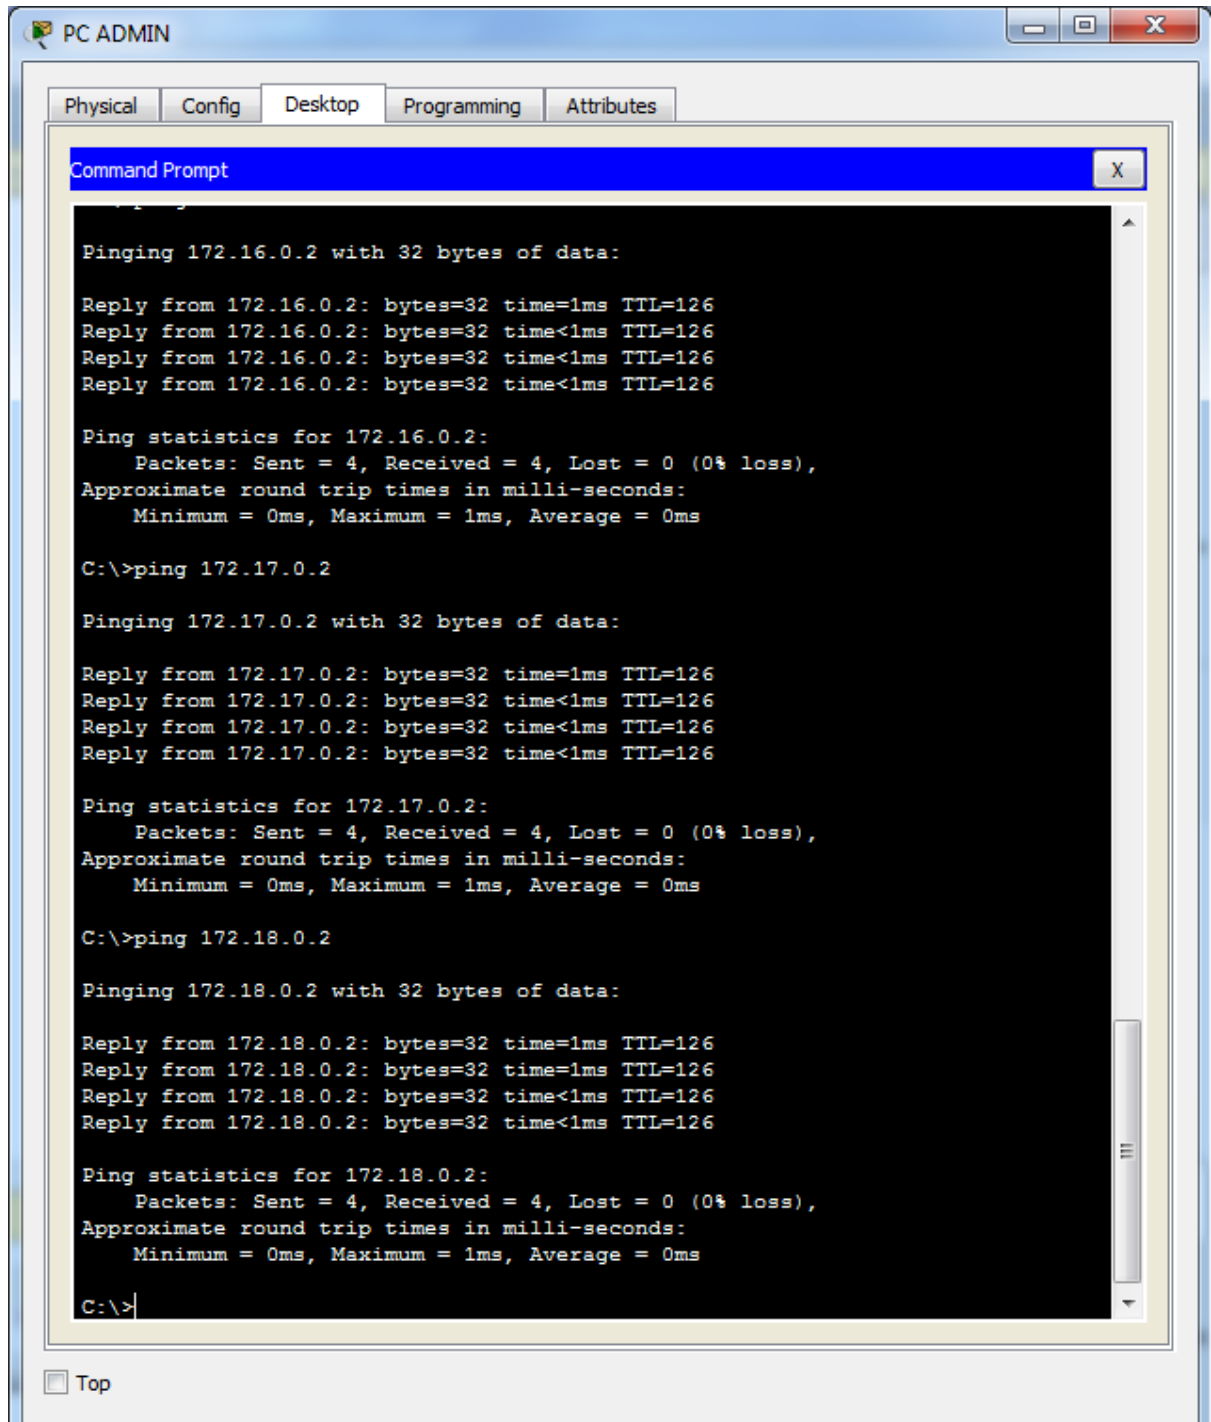 PC ADMIN
Physical Config Desktop Programming Attributes
Command Prompt X
Pinging 172.16.0.2 with 32 bytes of data:
Reply from 172.16.0.2: bytes=32 time=1ms TTL=126
Reply from 172.16.0.2: bytes=32 time<1ms TTL=126
Reply from 172.16.0.2: bytes=32 time<1ms TTL=126
Reply from 172.16.0.2: bytes=32 time<1ms TTL=126
Ping statistics for 172.16.0.2:
Packets: Sent = 4, Received = 4, Lost = 0 (0% loss),
Approximate round trip times in milli-seconds:
Minimum = 0ms, Maximum = 1ms, Average = 0ms
C:\>ping 172.17.0.2
Pinging 172.17.0.2 with 32 bytes of data:
Reply from 172.17.0.2: bytes=32 time=1ms TTL=126
Reply from 172.17.0.2: bytes=32 time<1ms TTL=126
Reply from 172.17.0.2: bytes=32 time<1ms TTL=126
Reply from 172.17.0.2: bytes=32 time<1ms TTL=126
Ping statistics for 172.17.0.2:
Packets: Sent = 4, Received = 4, Lost = 0 (0% loss),
Approximate round trip times in milli-seconds:
Minimum = 0ms, Maximum = 1ms, Average = 0ms
C:\>ping 172.18.0.2
Pinging 172.18.0.2 with 32 bytes of data:
Reply from 172.18.0.2: bytes=32 time=1ms TTL=126
Reply from 172.18.0.2: bytes=32 time=1ms TTL=126
Reply from 172.18.0.2: bytes=32 time<1ms TTL=126
Reply from 172.18.0.2: bytes=32 time<1ms TTL=126
Ping statistics for 172.18.0.2:
Packets: Sent = 4, Received = 4, Lost = 0 (0% loss),
Approximate round trip times in milli-seconds:
Minimum = 0ms, Maximum = 1ms, Average = 0ms
C:\>
Top